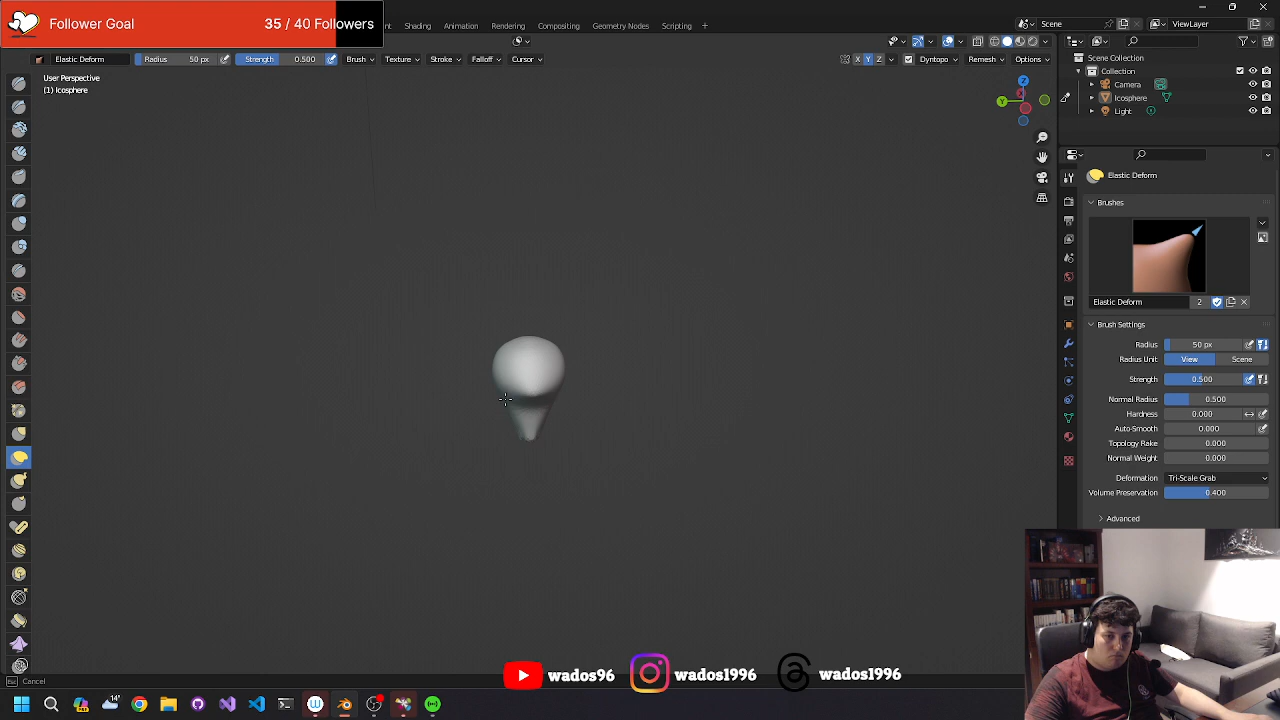 Follower Goal 35 / 40 Followers
Shading Animation Rendering Compositing Geometry Nodes Scripting +
Scene ViewLayer
Elastic Deform Radius 50 px Strength 0.500 Brush Texture Stroke Falloff Cursor X Y Z Dyntopo Remesh Options
User Perspective
(1) Icosphere
Z
Y
Scene Collection
Collection
Camera
Icosphere
Light
Elastic Deform
Brushes
Elastic Deform 2
Brush Settings
Radius 50 px
Radius Unit View Scene
Strength 0.500
Normal Radius 0.500
Hardness 0.000
Auto-Smooth 0.000
Topology Rake 0.000
Normal Weight 0.000
Deformation Tri-Scale Grab
Volume Preservation 0.400
Advanced
Cancel
wados96 wados1996 wados1996
14°